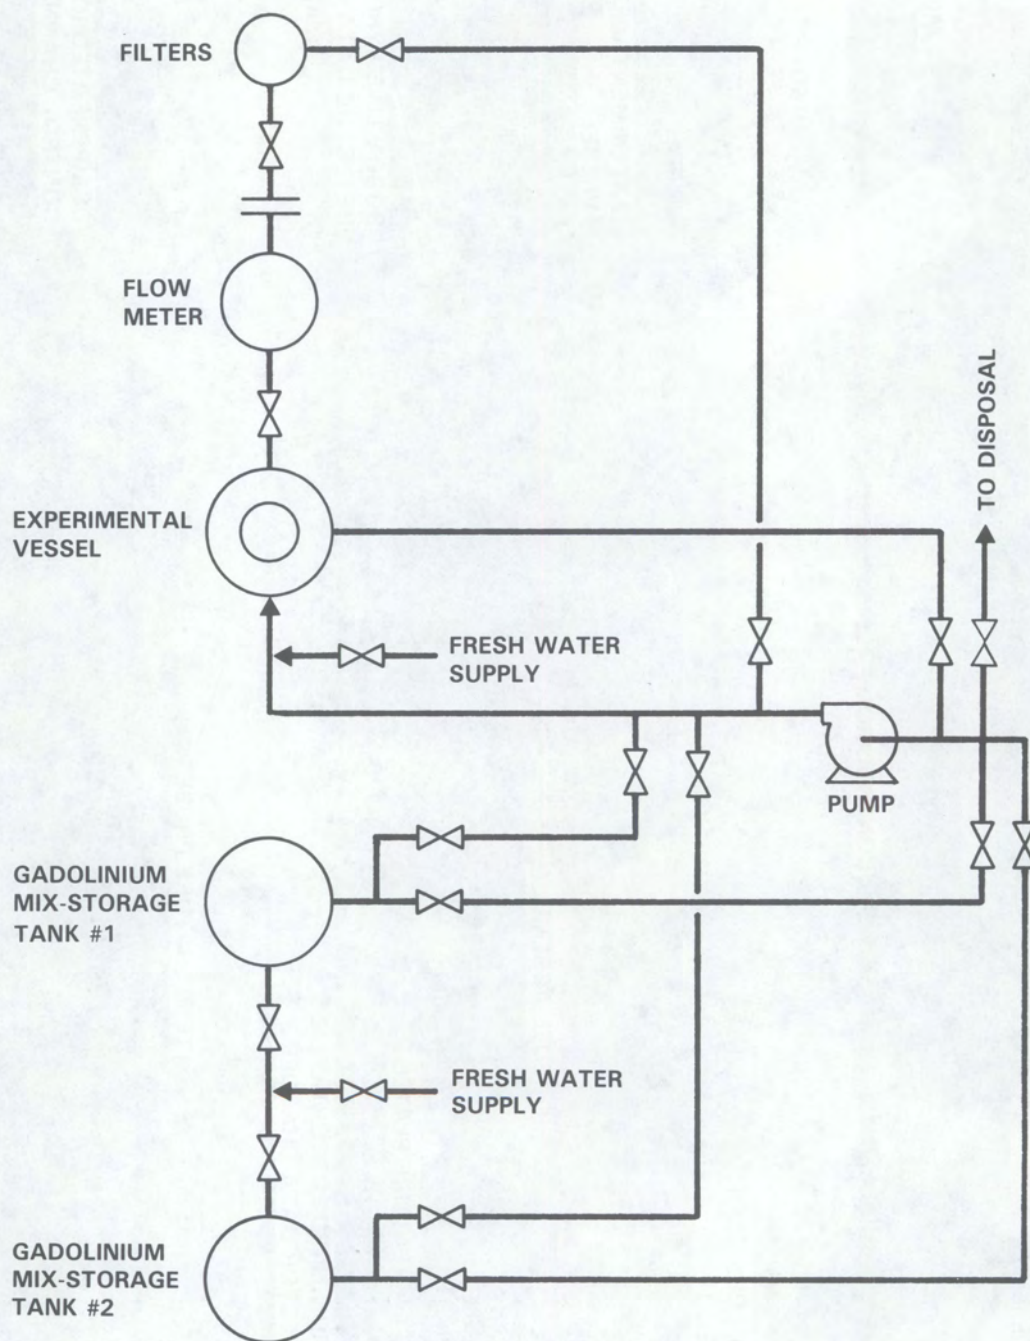 FILTERS
FLOW
METER
TO DISPOSAL
EXPERIMENTAL
VESSEL
FRESH WATER
SUPPLY
PUMP
GADOLINIUM
MIX-STORAGE
TANK #1
FRESH WATER
SUPPLY
GADOLINIUM
MIX-STORAGE
TANK #2